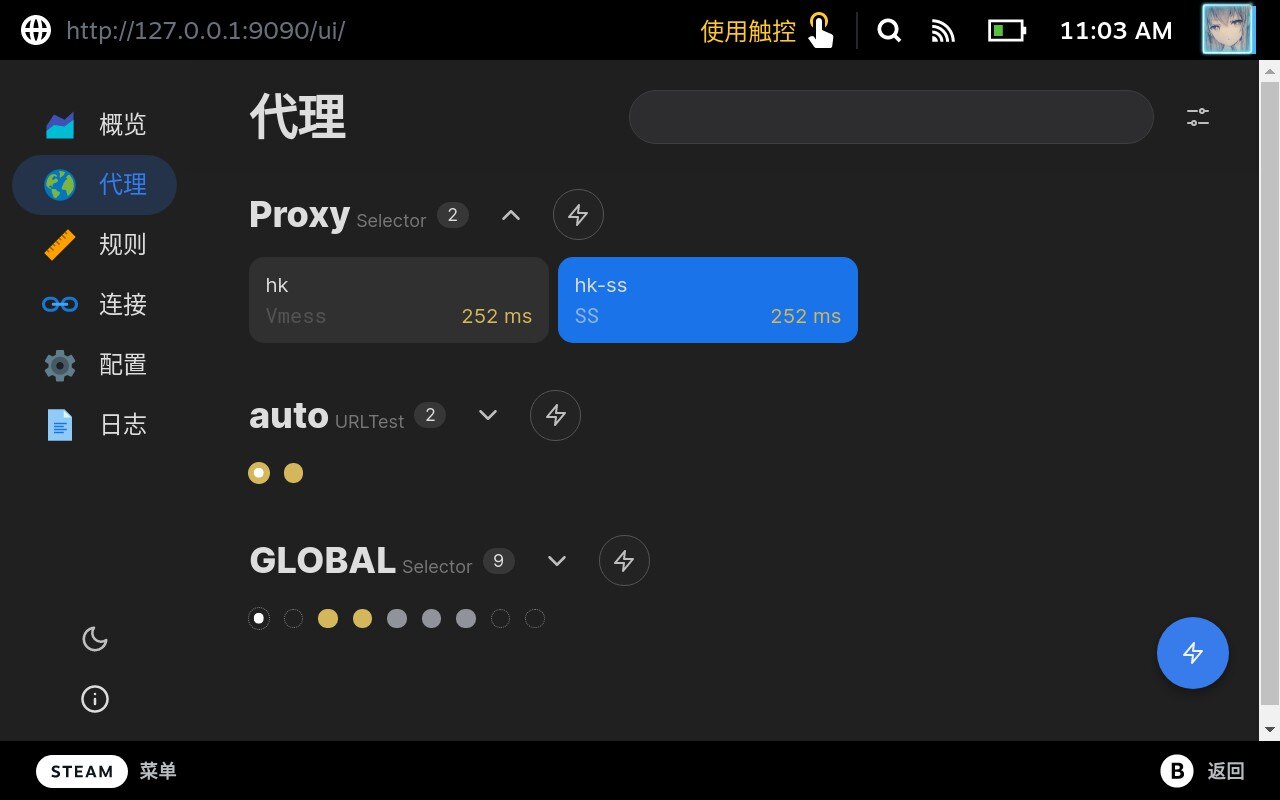 http://127.0.0.1:9090/ui/ 使用触控 11:03 AM
概览
代理
规则
连接
配置
日志
代理
Proxy Selector 2
hk
Vmess 252 ms
hk-ss
SS 252 ms
auto URLTest 2
GLOBAL Selector 9
STEAM 菜单 B 返回